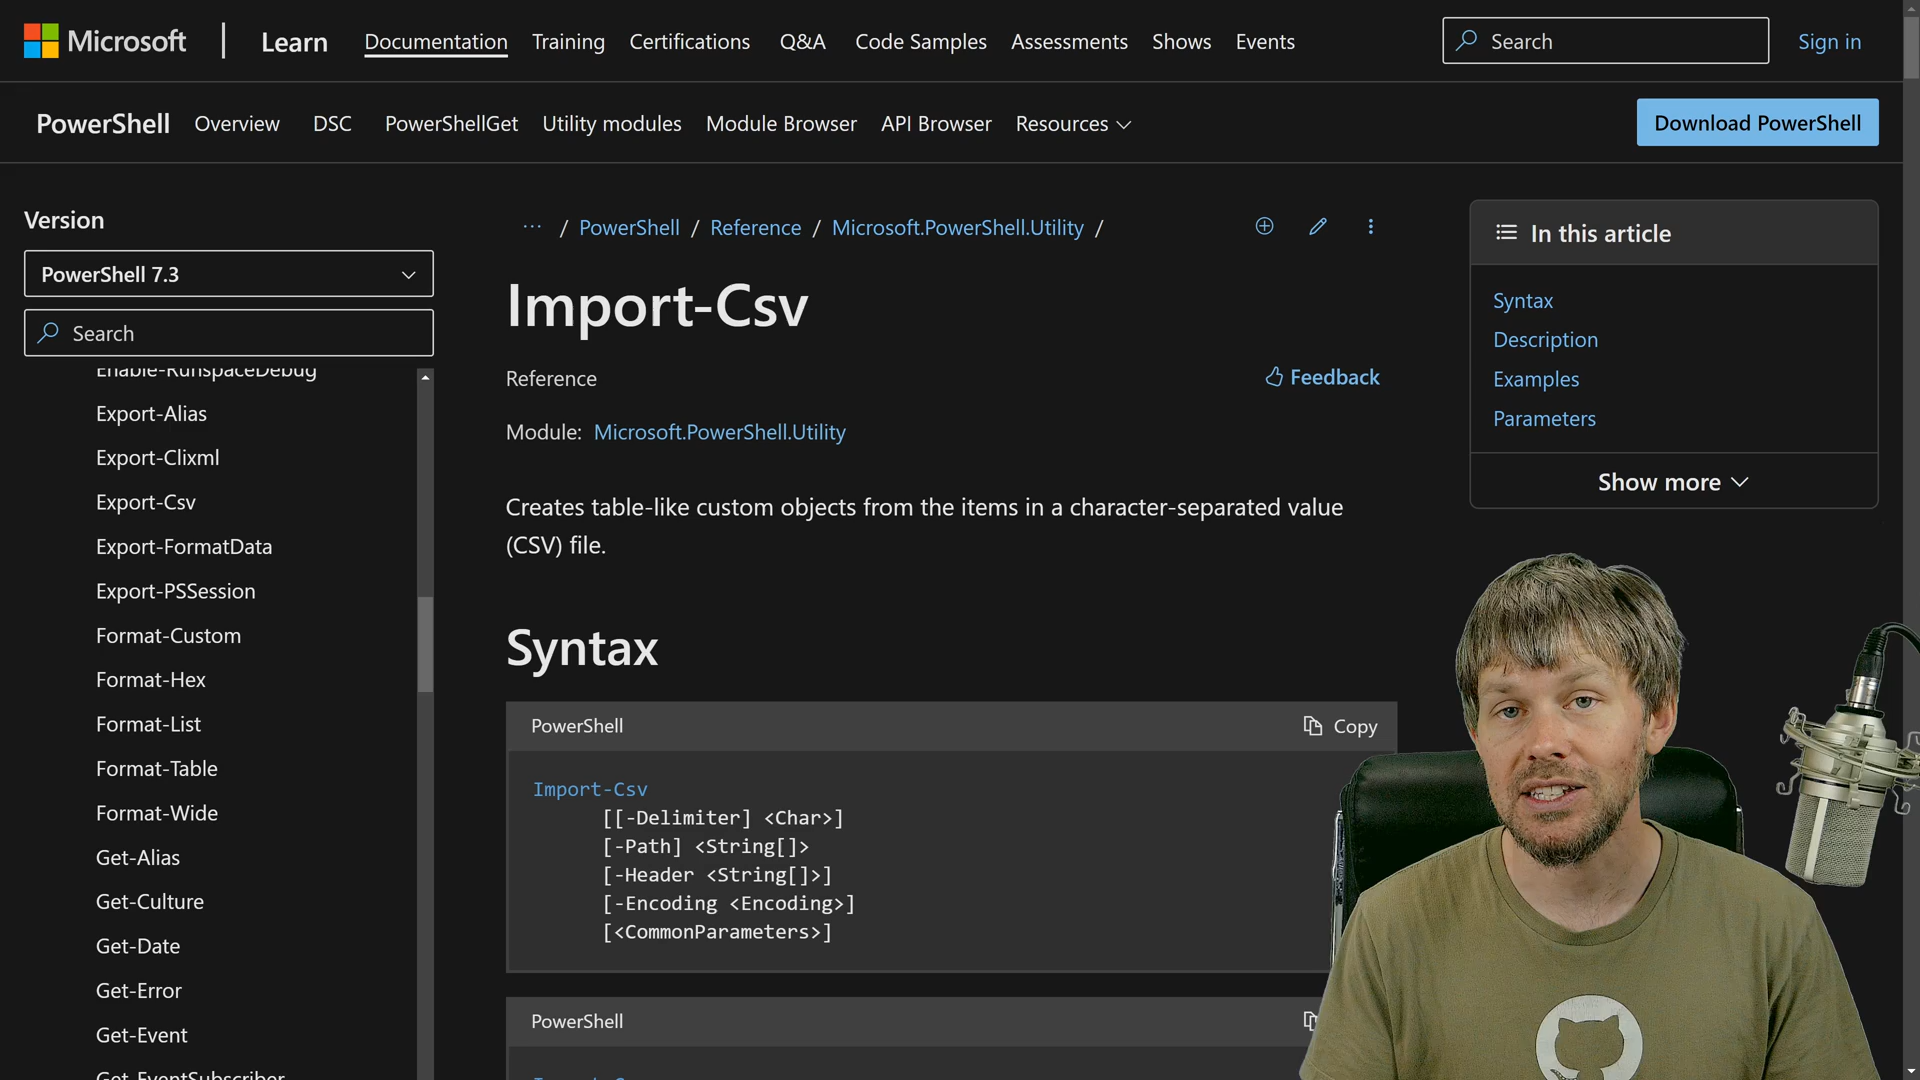 Microsoft
Learn
Documentation
Training
Certifications
Q&A
Code Samples
Assessments
Shows
Events
Search
Sign in
PowerShell
Overview
DSC
PowerShellGet
Utility modules
Module Browser
API Browser
Resources
Download PowerShell
Version
PowerShell 7.3
Search
Enable-RunspaceDebug
Export-Alias
Export-Clixml
Export-Csv
Export-FormatData
Export-PSSession
Format-Custom
Format-Hex
Format-List
Format-Table
Format-Wide
Get-Alias
Get-Culture
Get-Date
Get-Error
Get-Event
Get-EventSubscriber
··· / PowerShell / Reference / Microsoft.PowerShell.Utility /
Import-Csv
Reference
Feedback
Module: Microsoft.PowerShell.Utility
Creates table-like custom objects from the items in a character-separated value
(CSV) file.
Syntax
PowerShell
Copy
Import-Csv
[[-Delimiter] <Char>]
[-Path] <String[]>
[-Header <String[]>]
[-Encoding <Encoding>]
[<CommonParameters>]
PowerShell
In this article
Syntax
Description
Examples
Parameters
Show more